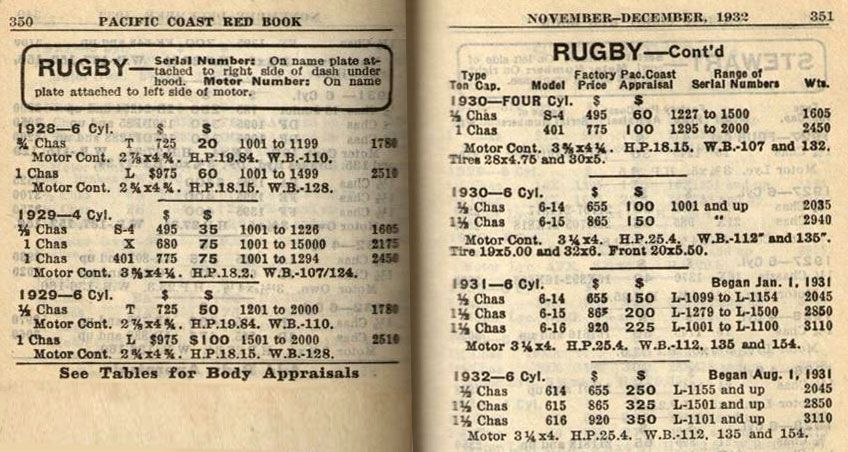 350 PACIFIC COAST RED BOOK
RUGBY—Serial Number: On name plate at-
tached to right side of dash under
hood. Motor Number: On name
plate attached to left side of motor.
1928—6 Cyl. $ $
¾ Chas T 725 20 1001 to 1199 1780
Motor Cont. 2⅞x4¾. H.P.19.84. W.B.-110.
1 Chas L $975 60 1001 to 1499 2510
Motor Cont. 2¾x4¾. H.P.18.15. W.B.-128.
1929—4 Cyl. $ $
½ Chas S-4 495 35 1001 to 1226 1605
1 Chas X 680 75 1001 to 15000 2175
1 Chas 401 775 75 1001 to 1294 2450
Motor Cont. 3⅜x4¼. H.P.18.2. W.B.-107/124.
1929—6 Cyl. $ $
½ Chas T 725 50 1201 to 2000 1780
Motor Cont. 2⅞x4¾. H.P.19.84. W.B.-110.
1 Chas L $975 $100 1501 to 2000 2510
Motor Cont. 2¾x4¾. H.P.18.15. W.B.-128.
See Tables for Body Appraisals
NOVEMBER—DECEMBER, 1932 351
RUGBY—Cont'd
Type Factory Pac.Coast Range of
Ton Cap. Model Price Appraisal Serial Numbers Wts.
1930—FOUR Cyl. $ $
½ Chas S-4 495 60 1227 to 1500 1605
1 Chas 401 775 100 1295 to 2000 2450
Motor Cont. 3⅜x4¼. H.P.18.15. W.B.-107 and 132.
Tires 28x4.75 and 30x5.
1930—6 Cyl. $ $
½ Chas 6-14 655 100 1001 and up 2035
1½ Chas 6-15 865 150 " 2940
Motor Cont. 3¼x4. H.P.25.4. W.B.-112" and 135".
Tire 19x5.00 and 32x6. Front 20x5.50.
1931—6 Cyl. $ $ Began Jan. 1, 1931
½ Chas 6-14 655 150 L-1099 to L-1154 2045
1½ Chas 6-15 865 200 L-1279 to L-1500 2850
1½ Chas 6-16 920 225 L-1001 to L-1100 3110
Motor 3¼x4. H.P.25.4. W.B.-112, 135 and 154.
1932—6 Cyl. $ $ Began Aug. 1, 1931
½ Chas 614 655 250 L-1155 and up 2045
1½ Chas 615 865 325 L-1501 and up 2850
1½ Chas 616 920 350 L-1101 and up 3110
Motor 3¼x4. H.P.25.4. W.B.-112, 135 and 154.